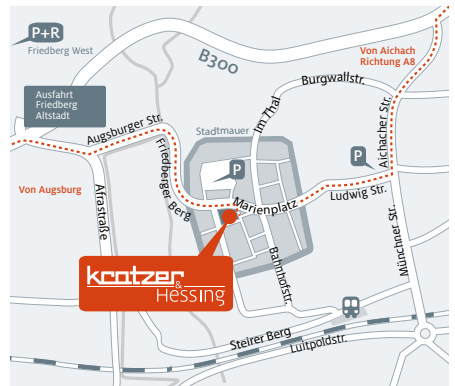 P+R
Friedberg West
B300
Von Aichach
Richtung A8
Burgwallstr.
Ausfahrt
Friedberg
Altstadt
Augsburger Str.
Stadtmauer
Im Thal
Aichacher Str.
P
P
Friedberger Berg
Von Augsburg
Marienplatz
Ludwig Str.
Afrastraße
Münchner Str.
kratzer
&
Hessing
Bahnhofstr.
Steirer Berg
Luitpoldstr.